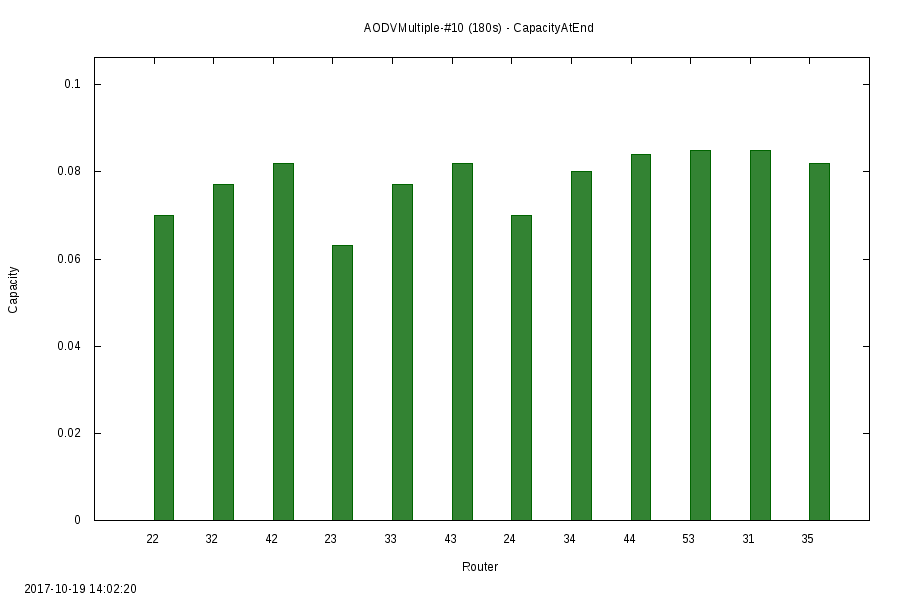 AODVMultiple-#10 (180s) - CapacityAtEnd
0.1
0.08
0.06
0.04
0.02
0
Capacity
22 32 42 23 33 43 24 34 44 53 31 35
Router
2017-10-19 14:02:20